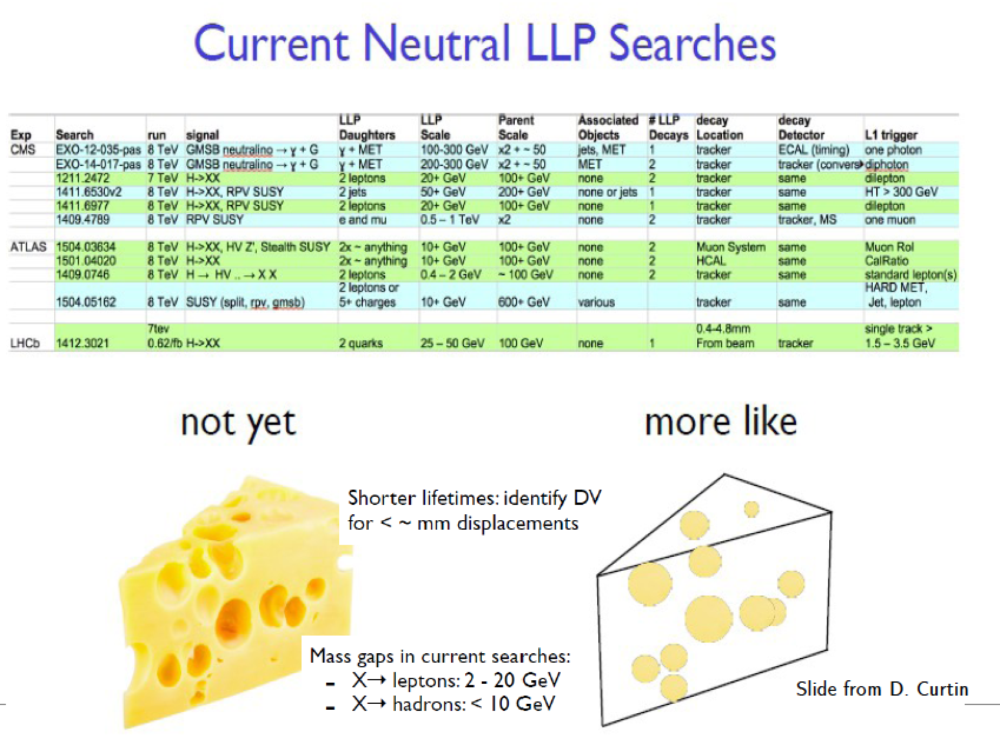 Current Neutral LLP Searches
LLP LLP Parent Associated # LLP decay decay
Exp Search run signal Daughters Scale Scale Objects Decays Location Detector L1 trigger
CMS EXO-12-035-pas 8 TeV GMSB neutralino → γ + G γ + MET 100-300 GeV x2 + ~ 50 jets, MET 1 tracker ECAL (timing) one photon
EXO-14-017-pas 8 TeV GMSB neutralino → γ + G γ + MET 200-300 GeV x2 + ~ 50 MET 2 tracker tracker (convers diphoton
1211.2472 7 TeV H->XX 2 leptons 20+ GeV 100+ GeV none 2 tracker same dilepton
1411.6530v2 8 TeV H->XX, RPV SUSY 2 jets 50+ GeV 200+ GeV none or jets 1 tracker same HT > 300 GeV
1411.6977 8 TeV H->XX, RPV SUSY 2 leptons 20+ GeV 100+ GeV none 1 tracker same dilepton
1409.4789 8 TeV RPV SUSY e and mu 0.5 – 1 TeV x2 none 2 tracker tracker, MS one muon
ATLAS 1504.03634 8 TeV H->XX, HV Z', Stealth SUSY 2x ~ anything 10+ GeV 100+ GeV none 2 Muon System same Muon RoI
1501.04020 8 TeV H->XX 2x ~ anything 10+ GeV 100+ GeV none 2 HCAL same CalRatio
1409.0746 8 TeV H → HV .. → X X 2 leptons 0.4 – 2 GeV ~ 100 GeV none 2 tracker same standard lepton(s)
2 leptons or HARD MET,
1504.05162 8 TeV SUSY (split, rpv, gmsb) 5+ charges 10+ GeV 600+ GeV various tracker same Jet, lepton
7tev 0.4-4.8mm single track >
LHCb 1412.3021 0.62/fb H->XX 2 quarks 25 – 50 GeV 100 GeV none 1 From beam tracker 1.5 – 3.5 GeV
not yet more like
Shorter lifetimes: identify DV
for < ~ mm displacements
Mass gaps in current searches:
- X→ leptons: 2 - 20 GeV
- X→ hadrons: < 10 GeV
Slide from D. Curtin